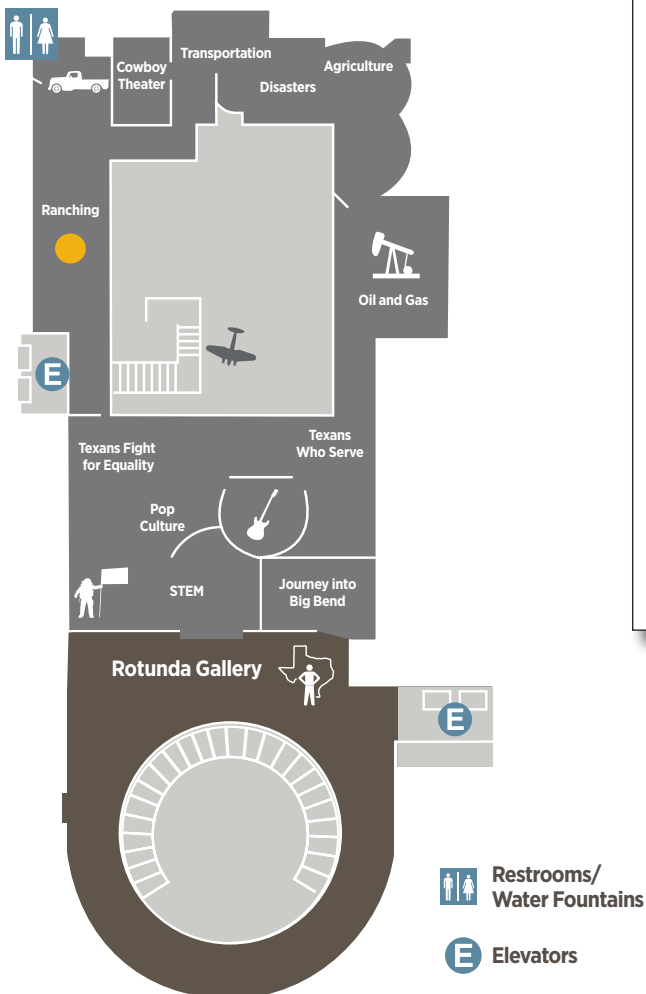 Transportation
Cowboy
Theater
Agriculture
Disasters
Ranching
Oil and Gas
E
Texans Fight
for Equality
Texans
Who Serve
Pop
Culture
STEM
Journey into
Big Bend
Rotunda Gallery
E
Restrooms/
Water Fountains
E Elevators